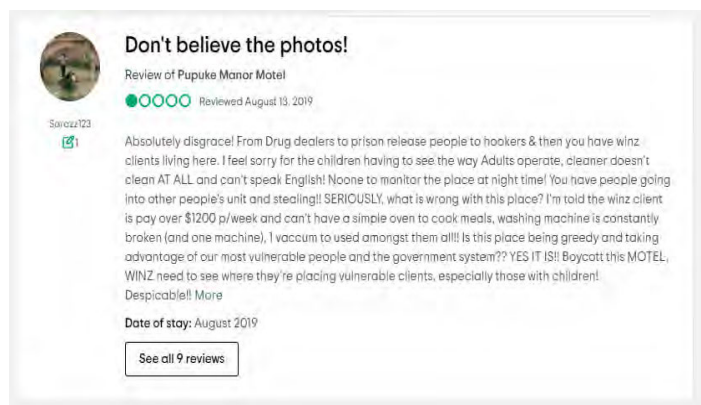 Don't believe the photos!
Review of Pupuke Manor Motel
Reviewed August 13, 2019
Sarazz123
1
Absolutely disgrace! From Drug dealers to prison release people to hookers & then you have winz
clients living here. I feel sorry for the children having to see the way Adults operate, cleaner doesn't
clean AT ALL and can't speak English! Noone to monitor the place at night time! You have people going
into other people's unit and stealing!! SERIOUSLY, what is wrong with this place? I'm told the winz client
is pay over $1200 p/week and can't have a simple oven to cook meals, washing machine is constantly
broken (and one machine), 1 vaccum to used amongst them all!!! Is this place being greedy and taking
advantage of our most vulnerable people and the government system?? YES IT IS!! Boycott this MOTEL,
WINZ need to see where they're placing vulnerable clients, especially those with children!
Despicable!! More
Date of stay: August 2019
See all 9 reviews